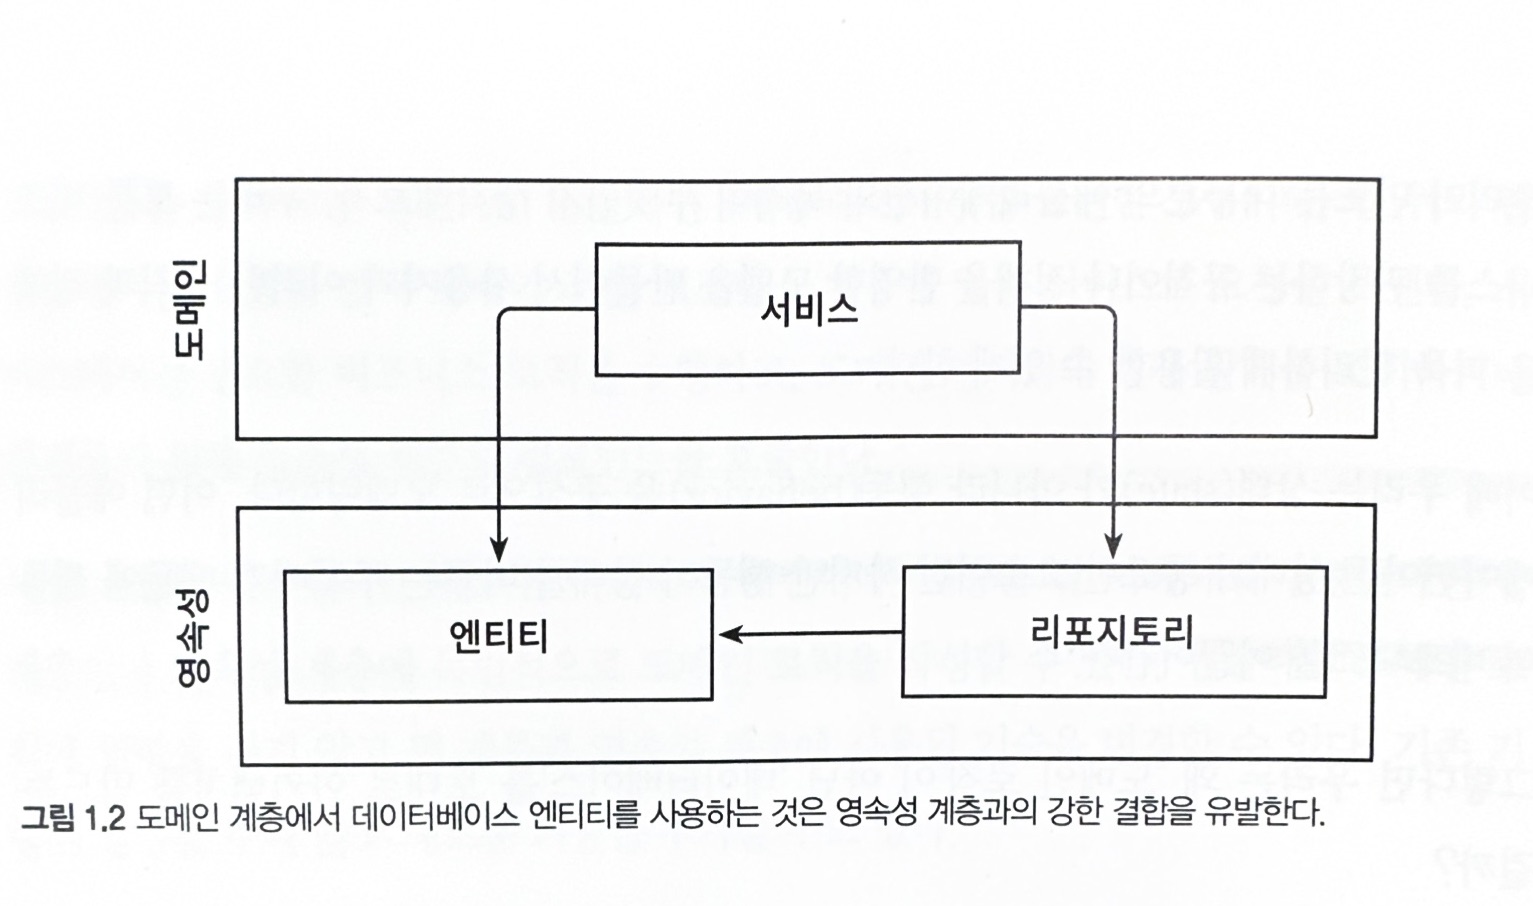 도메인
서비스
영속성
엔티티
리포지토리
그림 1.2 도메인 계층에서 데이터베이스 엔티티를 사용하는 것은 영속성 계층과의 강한 결합을 유발한다.